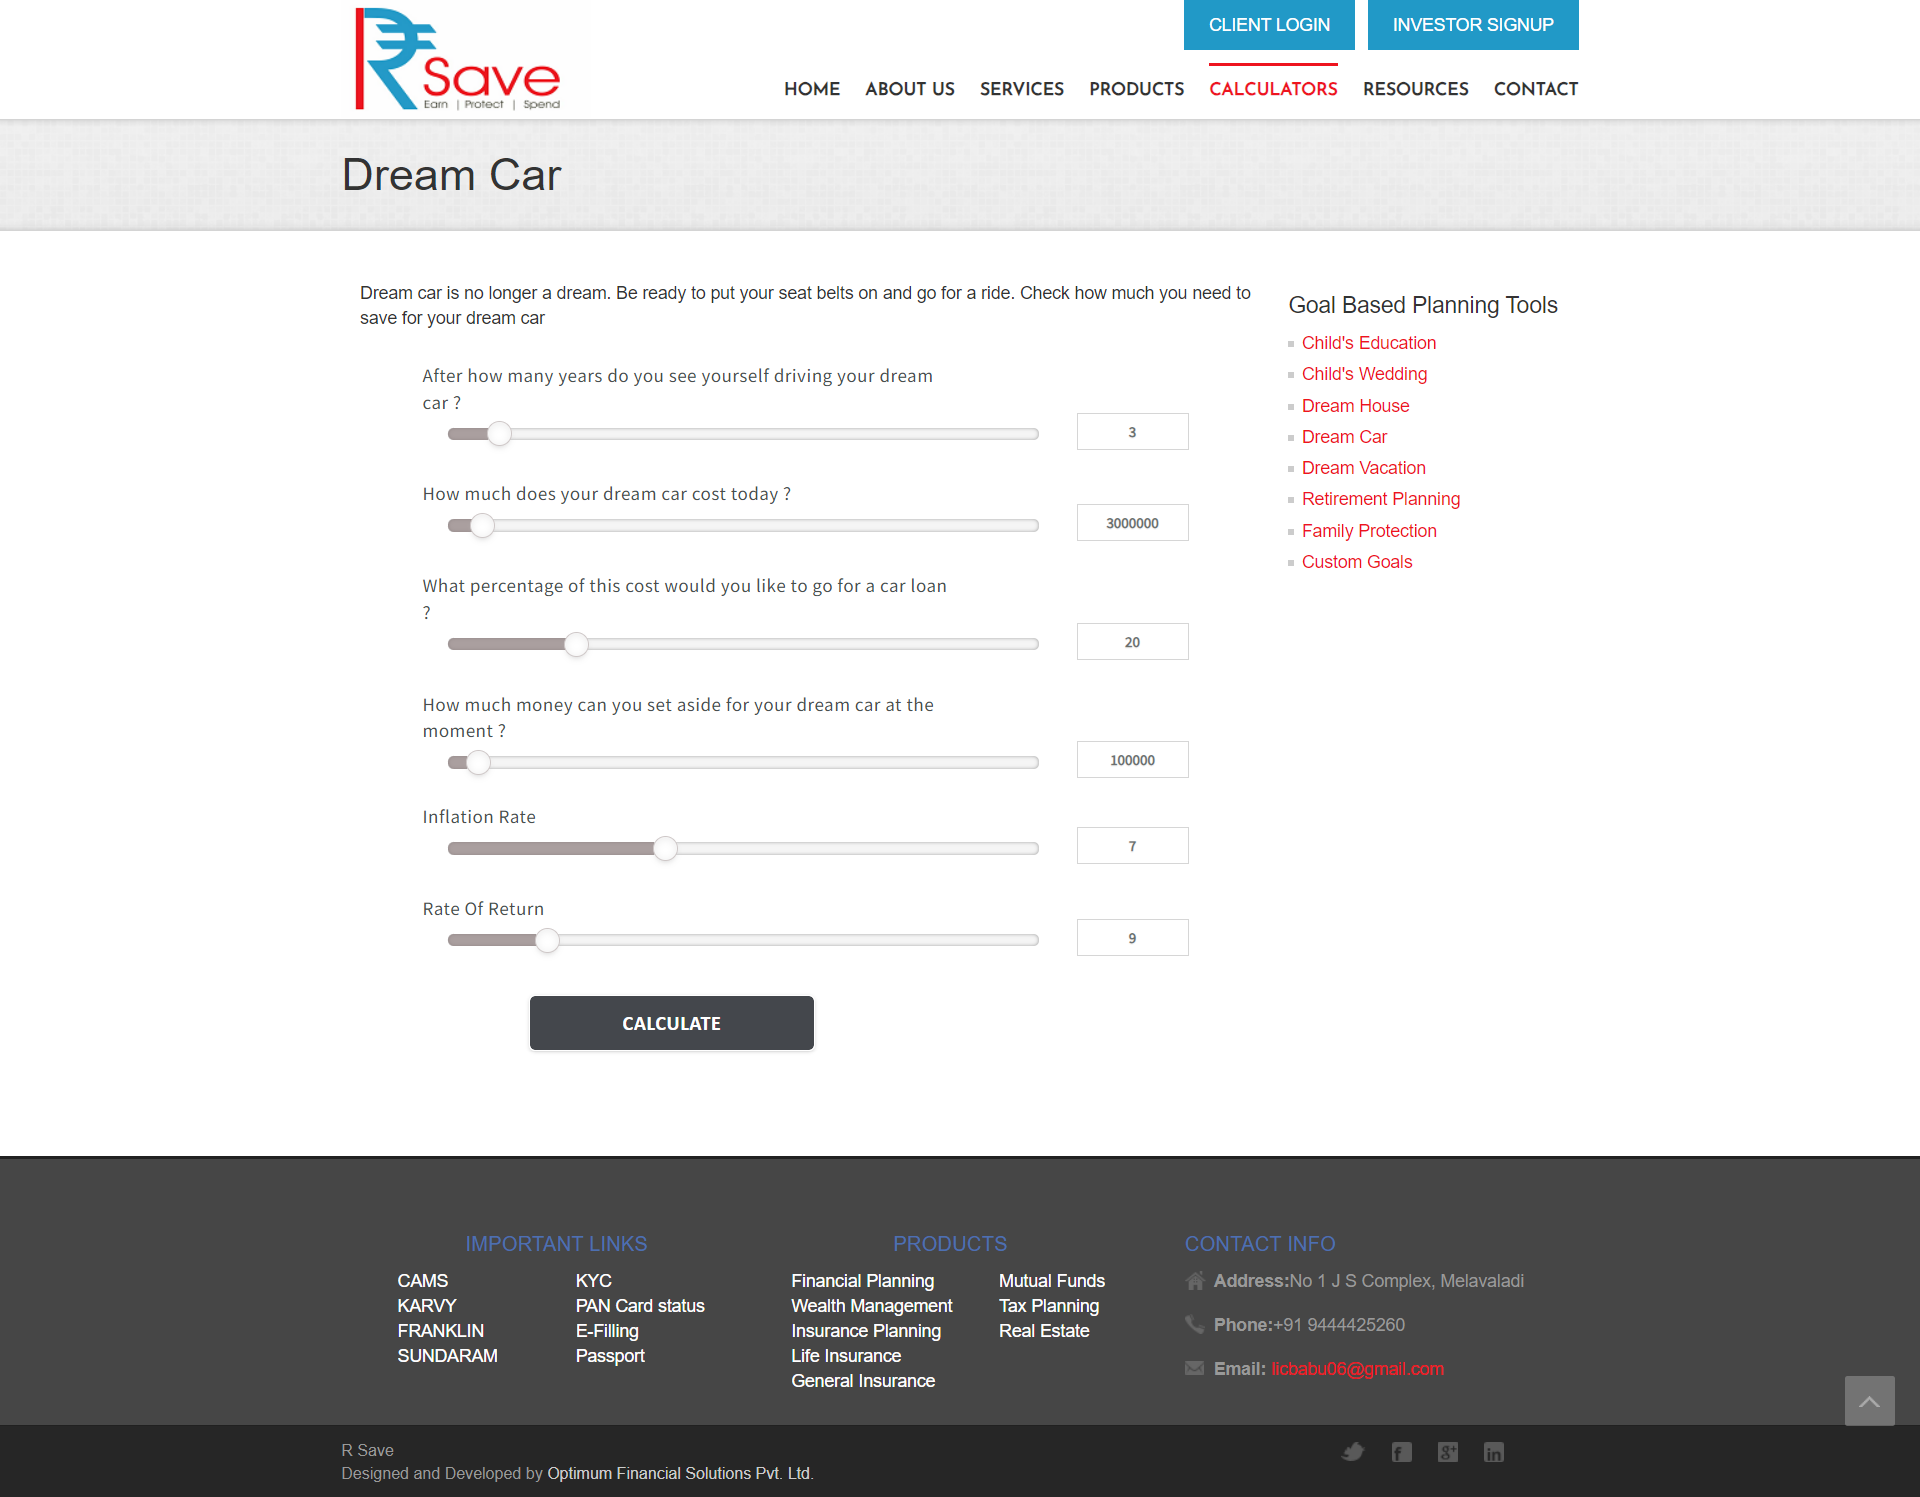 Save
Earn | Protect | Spend
CLIENT LOGIN
INVESTOR SIGNUP
HOME
ABOUT US
SERVICES
PRODUCTS
CALCULATORS
RESOURCES
CONTACT
Dream Car
Dream car is no longer a dream. Be ready to put your seat belts on and go for a ride. Check how much you need to
save for your dream car
After how many years do you see yourself driving your dream
car ?
3
How much does your dream car cost today ?
3000000
What percentage of this cost would you like to go for a car loan
?
20
How much money can you set aside for your dream car at the
moment ?
100000
Inflation Rate
7
Rate Of Return
9
CALCULATE
Goal Based Planning Tools
Child's Education
Child's Wedding
Dream House
Dream Car
Dream Vacation
Retirement Planning
Family Protection
Custom Goals
IMPORTANT LINKS
CAMS
KARVY
FRANKLIN
SUNDARAM
KYC
PAN Card status
E-Filling
Passport
PRODUCTS
Financial Planning
Wealth Management
Insurance Planning
Life Insurance
General Insurance
Mutual Funds
Tax Planning
Real Estate
CONTACT INFO
Address:No 1 J S Complex, Melavaladi
Phone:+91 9444425260
Email: licbabu06@gmail.com
R Save
Designed and Developed by Optimum Financial Solutions Pvt. Ltd.